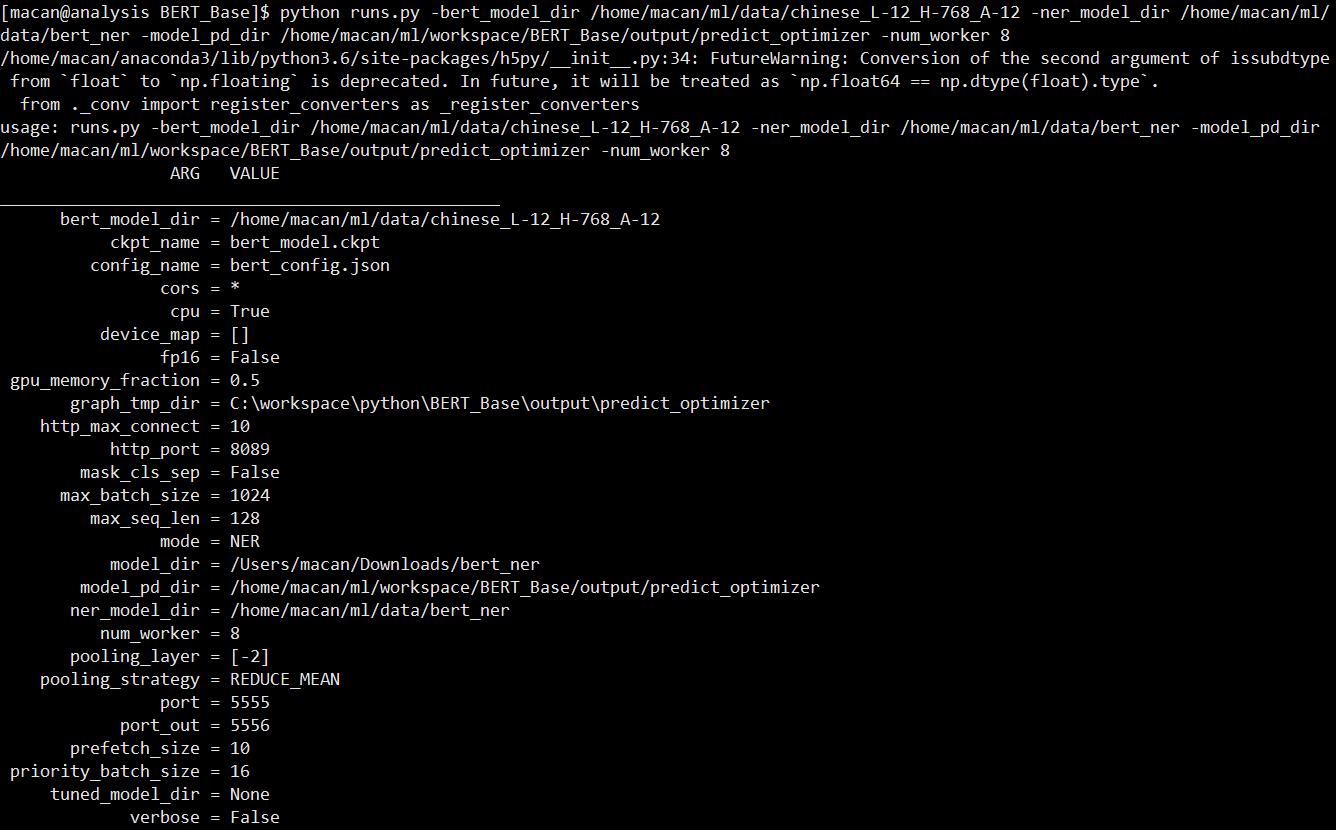 [macan@analysis BERT_Base]$ python runs.py -bert_model_dir /home/macan/ml/data/chinese_L-12_H-768_A-12 -ner_model_dir /home/macan/ml/
data/bert_ner -model_pd_dir /home/macan/ml/workspace/BERT_Base/output/predict_optimizer -num_worker 8
/home/macan/anaconda3/lib/python3.6/site-packages/h5py/__init__.py:34: FutureWarning: Conversion of the second argument of issubdtype
from `float` to `np.floating` is deprecated. In future, it will be treated as `np.float64 == np.dtype(float).type`.
from ._conv import register_converters as _register_converters
usage: runs.py -bert_model_dir /home/macan/ml/data/chinese_L-12_H-768_A-12 -ner_model_dir /home/macan/ml/data/bert_ner -model_pd_dir
/home/macan/ml/workspace/BERT_Base/output/predict_optimizer -num_worker 8
ARG VALUE
__________________________________________________
bert_model_dir = /home/macan/ml/data/chinese_L-12_H-768_A-12
ckpt_name = bert_model.ckpt
config_name = bert_config.json
cors = *
cpu = True
device_map = []
fp16 = False
gpu_memory_fraction = 0.5
graph_tmp_dir = C:\workspace\python\BERT_Base\output\predict_optimizer
http_max_connect = 10
http_port = 8089
mask_cls_sep = False
max_batch_size = 1024
max_seq_len = 128
mode = NER
model_dir = /Users/macan/Downloads/bert_ner
model_pd_dir = /home/macan/ml/workspace/BERT_Base/output/predict_optimizer
ner_model_dir = /home/macan/ml/data/bert_ner
num_worker = 8
pooling_layer = [-2]
pooling_strategy = REDUCE_MEAN
port = 5555
port_out = 5556
prefetch_size = 10
priority_batch_size = 16
tuned_model_dir = None
verbose = False